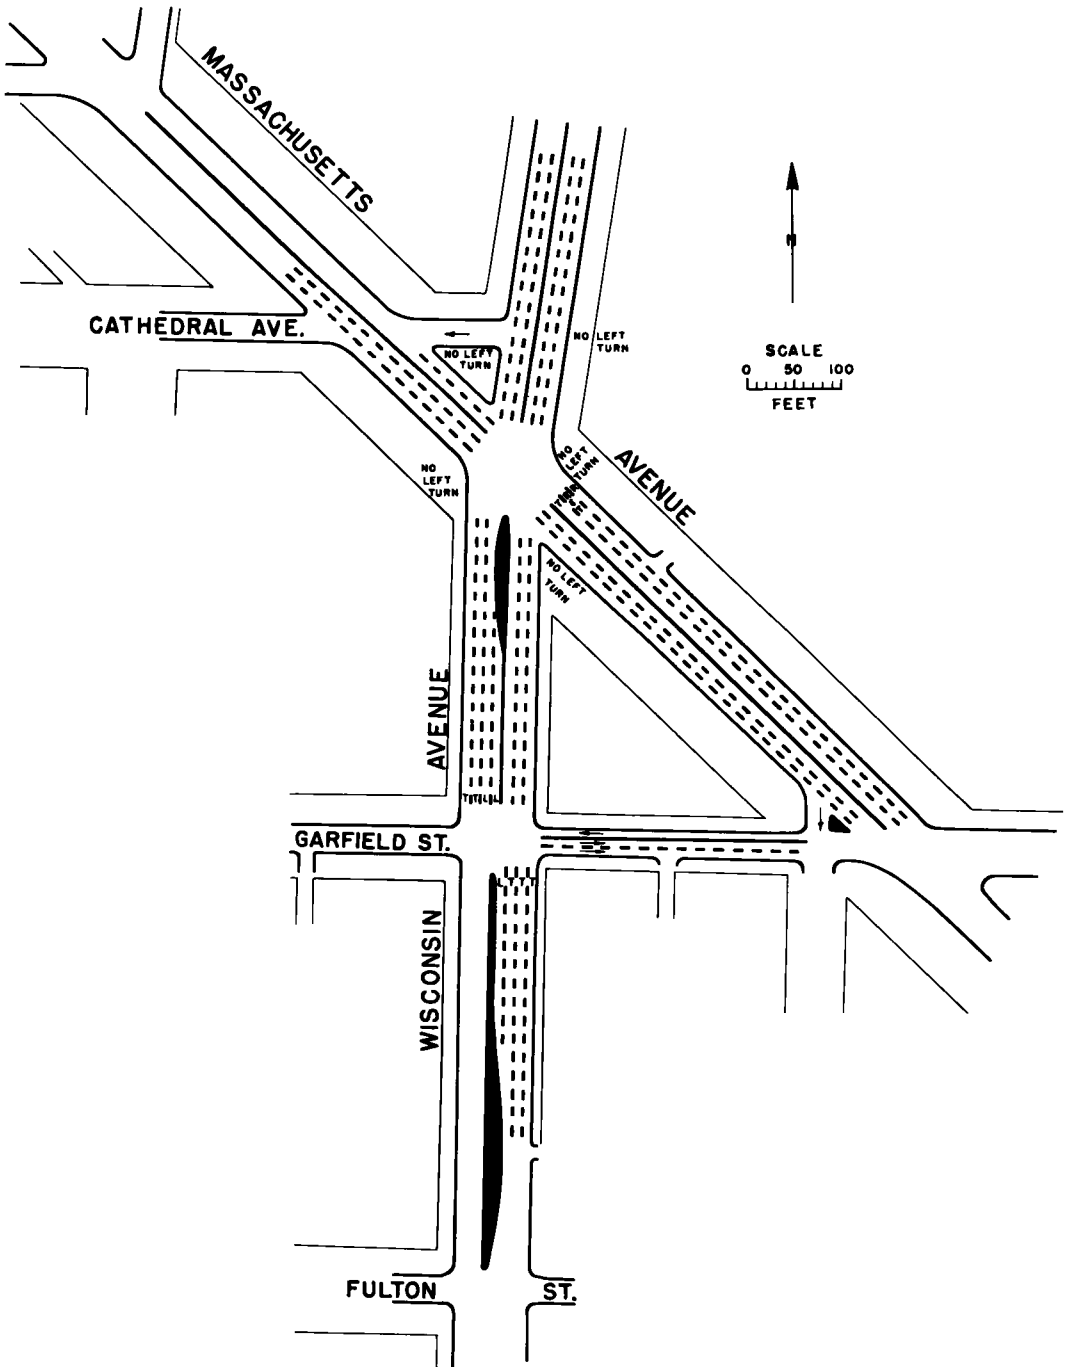 MASSACHUSETTS
N
CATHEDRAL AVE.
NO LEFT
TURN
NO LEFT
TURN
SCALE
0 50 100
FEET
NO
LEFT
TURN
NO
LEFT
TURN
AVENUE
NO LEFT
TURN
AVENUE
T T L L
GARFIELD ST.
L T T T
WISCONSIN
FULTON ST.